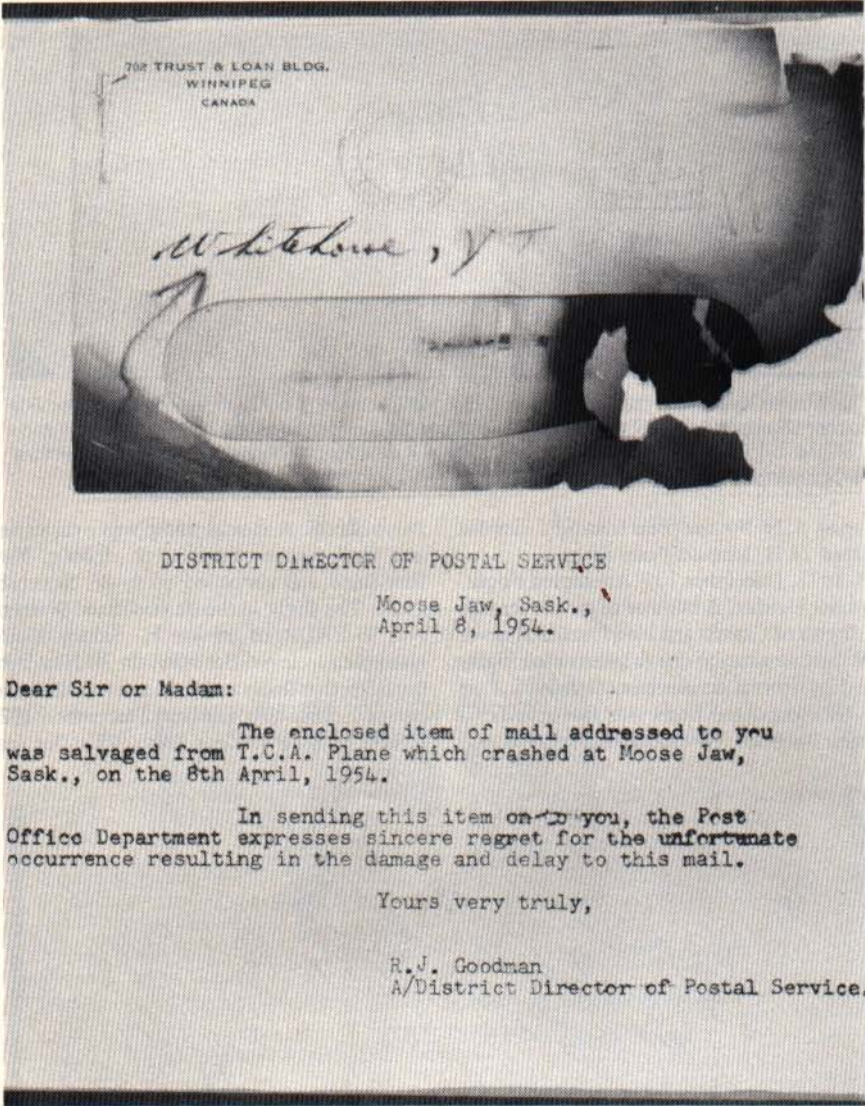 702 TRUST & LOAN BLDG.
WINNIPEG
CANADA
Whitehorse, Y T
DISTRICT DIRECTOR OF POSTAL SERVICE
Moose Jaw, Sask.,
April 8, 1954.
Dear Sir or Madam:
The enclosed item of mail addressed to you
was salvaged from T.C.A. Plane which crashed at Moose Jaw,
Sask., on the 8th April, 1954.
In sending this item on to you, the Post
Office Department expresses sincere regret for the unfortunate
occurrence resulting in the damage and delay to this mail.
Yours very truly,
R.J. Goodman
A/District Director of Postal Service.